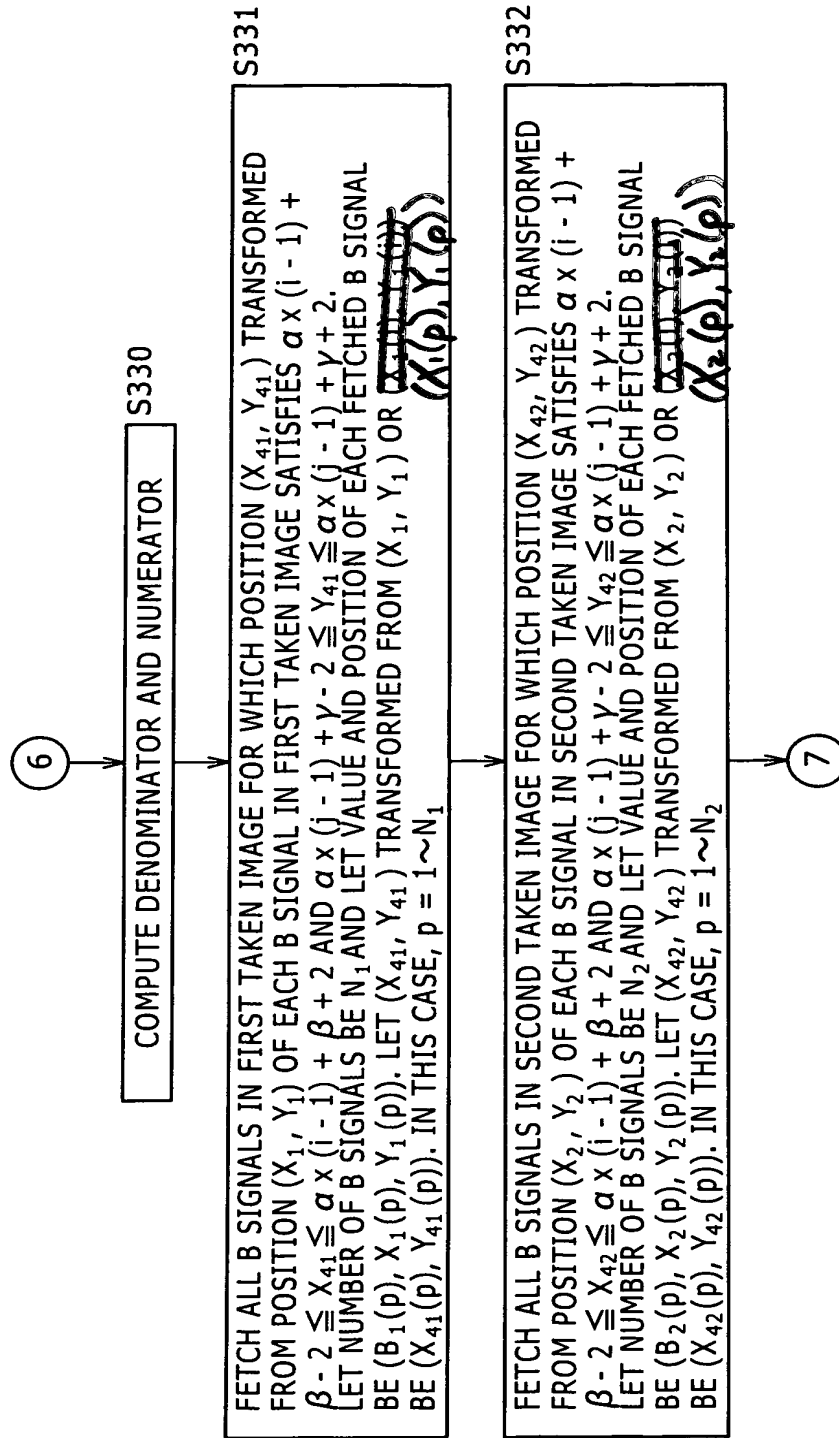 6
COMPUTE DENOMINATOR AND NUMERATOR
S330
S331
FETCH ALL B SIGNALS IN FIRST TAKEN IMAGE FOR WHICH POSITION (X₄₁, Y₄₁) TRANSFORMED
FROM POSITION (X₁, Y₁) OF EACH B SIGNAL IN FIRST TAKEN IMAGE SATISFIES α x (i - 1) +
β - 2 ≦ X₄₁ ≦ α x (i - 1) + β + 2 AND α x (j - 1) + γ - 2 ≦ Y₄₁ ≦ α x (j - 1) + γ + 2.
LET NUMBER OF B SIGNALS BE N₁ AND LET VALUE AND POSITION OF EACH FETCHED B SIGNAL
BE (B₁(p), X₁(p), Y₁(p)). LET (X₄₁, Y₄₁) TRANSFORMED FROM (X₁, Y₁) OR
(X₁(p), Y₁(p))
BE (X₄₁(p), Y₄₁(p)). IN THIS CASE, p = 1~N₁
S332
FETCH ALL B SIGNALS IN SECOND TAKEN IMAGE FOR WHICH POSITION (X₄₂, Y₄₂) TRANSFORMED
FROM POSITION (X₂, Y₂) OF EACH B SIGNAL IN SECOND TAKEN IMAGE SATISFIES α x (i - 1) +
β - 2 ≦ X₄₂ ≦ α x (i - 1) + β + 2 AND α x (j - 1) + γ - 2 ≦ Y₄₂ ≦ α x (j - 1) + γ + 2.
LET NUMBER OF B SIGNALS BE N₂ AND LET VALUE AND POSITION OF EACH FETCHED B SIGNAL
BE (B₂(p), X₂(p), Y₂(p)). LET (X₄₂, Y₄₂) TRANSFORMED FROM (X₂, Y₂) OR
(X₂(p), Y₂(p))
BE (X₄₂(p), Y₄₂(p)). IN THIS CASE, p = 1~N₂
7